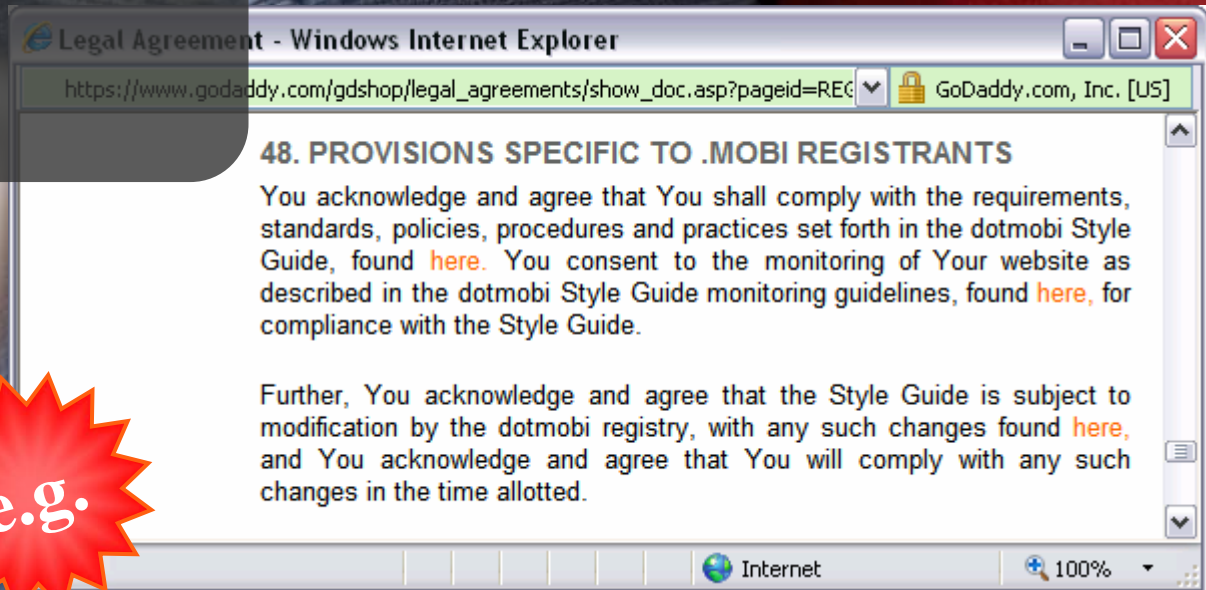 Legal Agreement - Windows Internet Explorer
https://www.godaddy.com/gdshop/legal_agreements/show_doc.asp?pageid=REG
GoDaddy.com, Inc. [US]
48. PROVISIONS SPECIFIC TO .MOBI REGISTRANTS
You acknowledge and agree that You shall comply with the requirements,
standards, policies, procedures and practices set forth in the dotmobi Style
Guide, found here. You consent to the monitoring of Your website as
described in the dotmobi Style Guide monitoring guidelines, found here, for
compliance with the Style Guide.
Further, You acknowledge and agree that the Style Guide is subject to
modification by the dotmobi registry, with any such changes found here,
and You acknowledge and agree that You will comply with any such
changes in the time allotted.
e.g.
Internet
100%